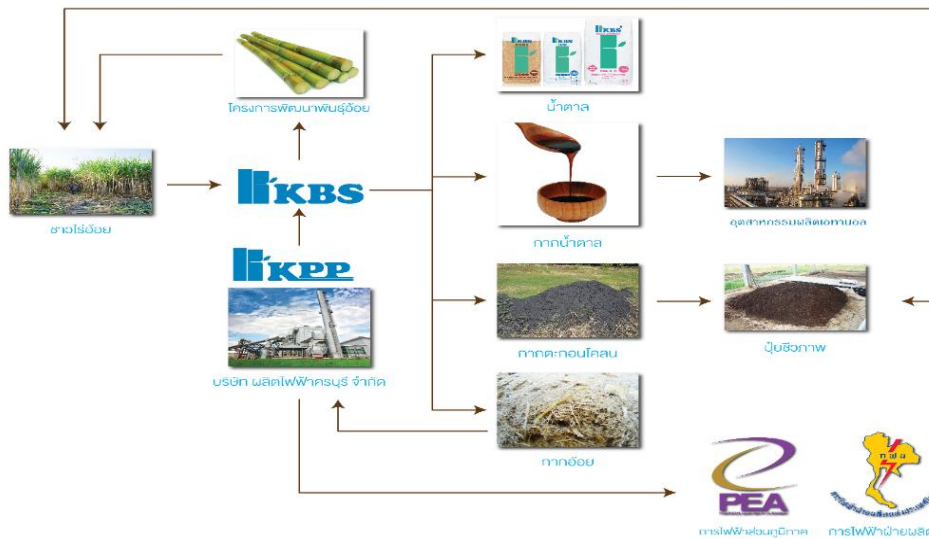 โครงการพัฒนาพันธุ์อ้อย
น้ำตาล
ชาวไร่อ้อย
KBS
กากน้ำตาล
อุตสาหกรรมผลิตเอทานอล
KPP
กากตะกอนโคลน
ปุ๋ยชีวภาพ
บริษัท ผลิตไฟฟ้าครบุรี จำกัด
กากอ้อย
PEA
การไฟฟ้าส่วนภูมิภาค
การไฟฟ้าฝ่ายผลิต